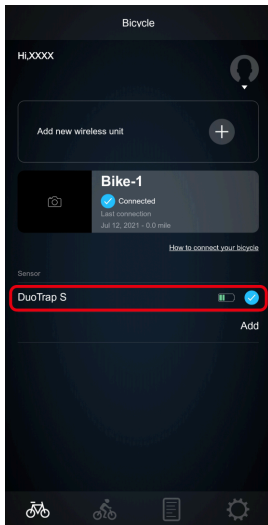 Bicycle
Hi,XXXX
Add new wireless unit
Bike-1
Connected
Last connection
Jul 12, 2021 - 0.0 mile
How to connect your bicycle
Sensor
DuoTrap S
Add